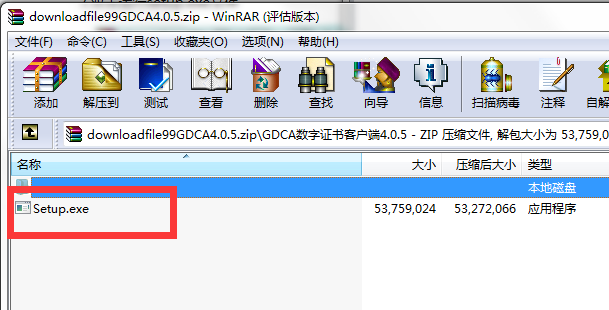 downloadfile99GDCA4.0.5.zip - WinRAR (评估版本)
文件(F) 命令(C) 工具(S) 收藏夹(O) 选项(N) 帮助(H)
添加 解压到 测试 查看 删除 查找 向导 信息 扫描病毒 注释 自解
downloadfile99GDCA4.0.5.zip\GDCA数字证书客户端4.0.5 - ZIP 压缩文件, 解包大小为 53,759,0
名称 大小 压缩后大小 类型
本地磁盘
Setup.exe 53,759,024 53,272,066 应用程序